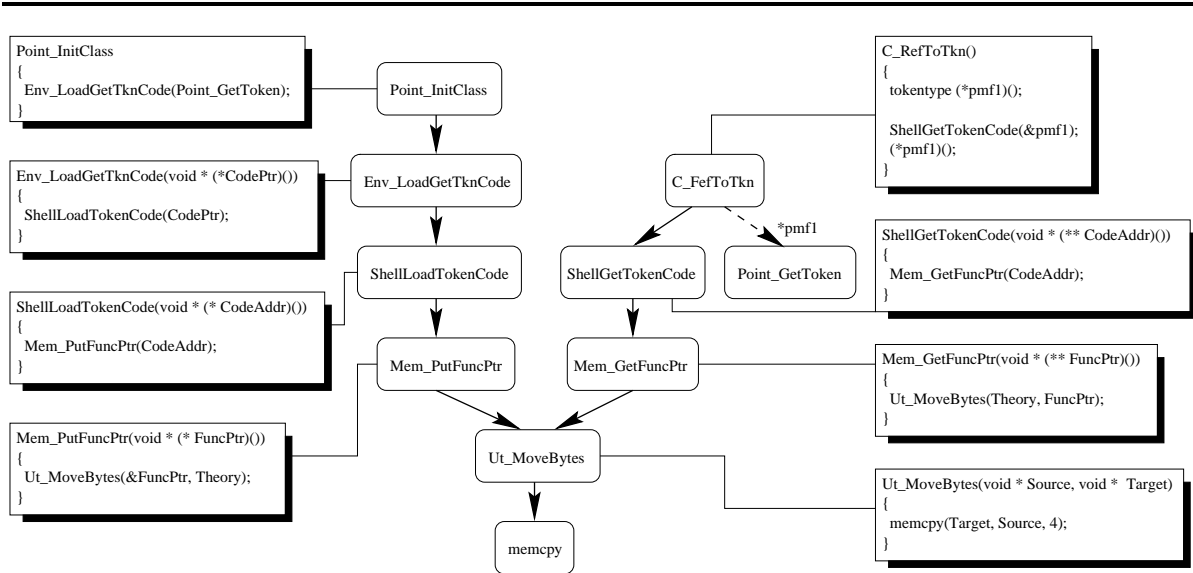 Point_InitClass
{
Env_LoadGetTknCode(Point_GetToken);
}
Env_LoadGetTknCode(void * (*CodePtr)())
{
ShellLoadTokenCode(CodePtr);
}
ShellLoadTokenCode(void * (* CodeAddr)())
{
Mem_PutFuncPtr(CodeAddr);
}
Mem_PutFuncPtr(void * (* FuncPtr)())
{
Ut_MoveBytes(&FuncPtr, Theory);
}
Point_InitClass
Env_LoadGetTknCode
ShellLoadTokenCode
Mem_PutFuncPtr
C_FefToTkn
*pmf1
ShellGetTokenCode
Point_GetToken
Mem_GetFuncPtr
Ut_MoveBytes
memcpy
C_RefToTkn()
{
tokentype (*pmf1)();
ShellGetTokenCode(&pmf1);
(*pmf1)();
}
ShellGetTokenCode(void * (** CodeAddr)())
{
Mem_GetFuncPtr(CodeAddr);
}
Mem_GetFuncPtr(void * (** FuncPtr)())
{
Ut_MoveBytes(Theory, FuncPtr);
}
Ut_MoveBytes(void * Source, void * Target)
{
memcpy(Target, Source, 4);
}